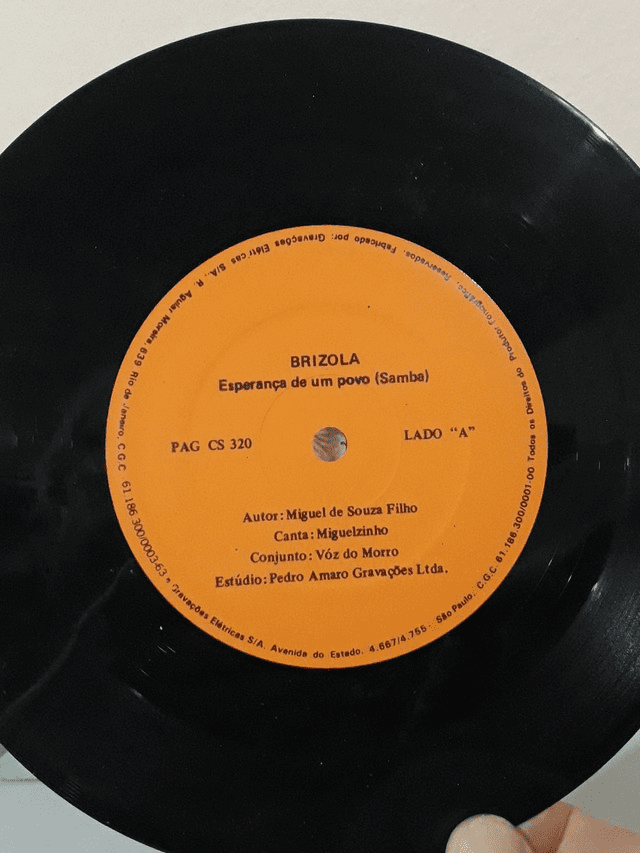 BRIZOLA
Esperança de um povo (Samba)
PAG CS 320
LADO "A"
Autor: Miguel de Souza Filho
Canta: Miguelzinho
Conjunto: Vóz do Morro
Estúdio: Pedro Amaro Gravações Ltda.
Gravações Elétricas S/A. Avenida do Estado, 4.667/4.755 - São Paulo. C.G.C. 61.186.300/0001-00 Todos os Direitos do Produtor Fonográfico, Reservados. Fabricado por: Gravações Elétricas S/A., R. Aguiar Moreira 639 Rio de Janeiro. C.G.C 61 186 300/0003-63 *